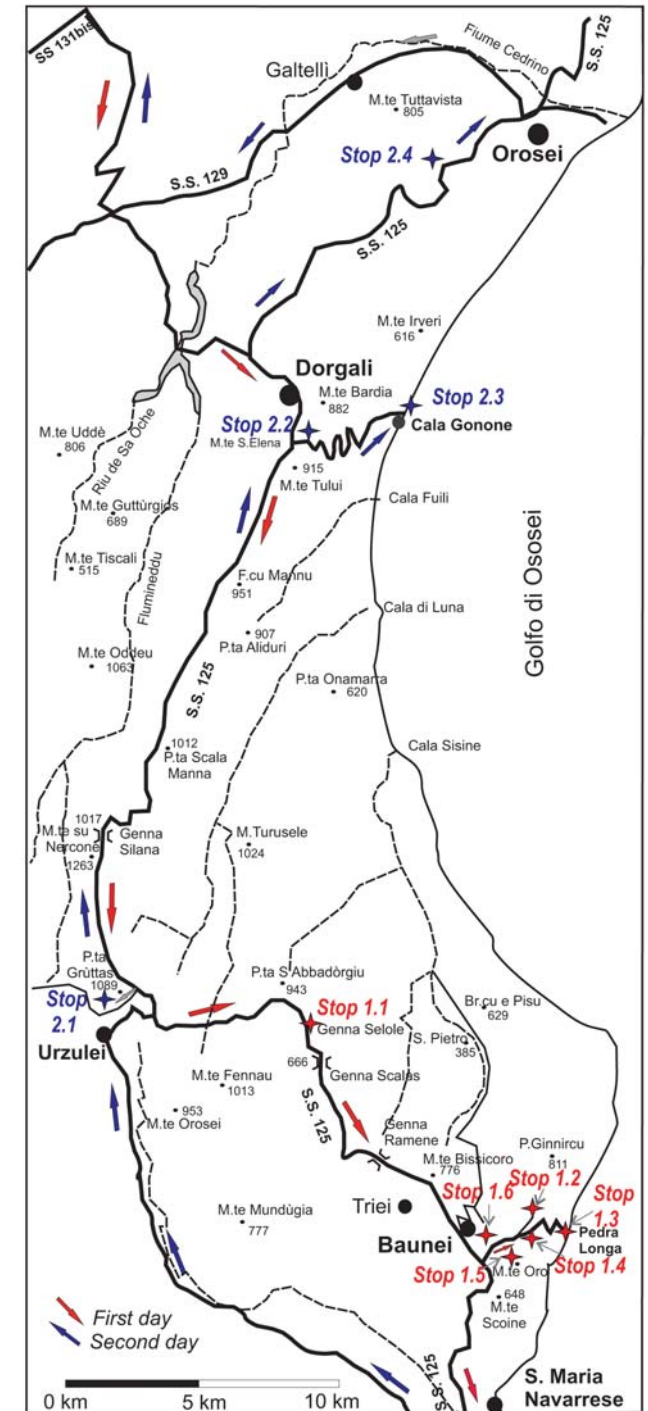 SS 131bis
S.S. 125
Fiume Cedrino
Galtellì
M.te Tuttavista
805
Stop 2.4
Orosei
S.S. 129
S.S. 125
M.te Irveri
616
Dorgali
M.te Bardia
882
Stop 2.3
Stop 2.2
Cala Gonone
M.te S.Elena
M.te Uddè
806
Riu de Sa Oche
915
M.te Tului
Cala Fuili
M.te Guttùrgios
689
M.te Tiscali
515
Flumineddu
F.cu Mannu
951
Golfo di Ososei
Cala di Luna
907
P.ta Aliduri
M.te Oddeu
1063
S.S. 125
P.ta Onamarra
620
1012
P.ta Scala
Manna
Cala Sisine
1017
M.te su
Nercone
1263
Genna
Silana
M.Turusele
1024
P.ta
Grùttas
1089
Stop
2.1
Urzulei
P.ta S Abbadòrgiu
943
Stop 1.1
Genna Selole
Br.cu e Pisu
629
S. Pietro
385
666
Genna Scalas
M.te Fennau
1013
953
M.te Orosei
S.S. 125
Genna
Ramene
M.te Bissicoro
776
P.Ginnircu
811
Stop 1.6
Stop 1.2
Stop
1.3
Triei
Baunei
Pedra
Longa
Stop 1.4
Stop 1.5
M.te Oro
M.te Mundùgia
777
648
M.te
Scoine
First day
Second day
S.S. 125
S. Maria
Navarrese
0 km
5 km
10 km